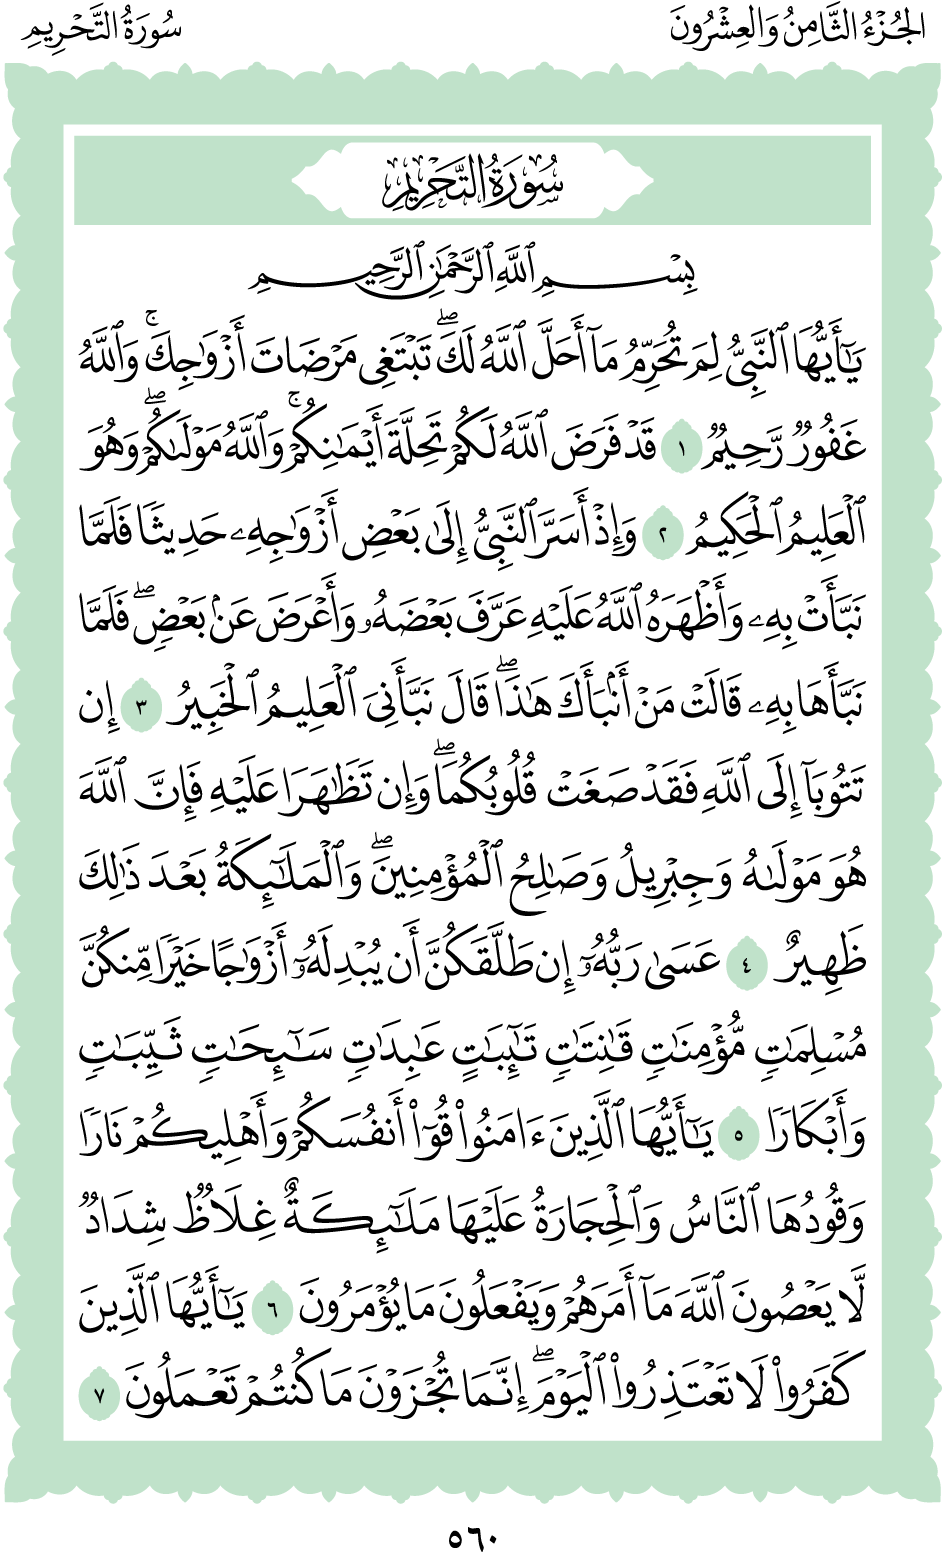 الجُزْءُ الثَّامِنُ وَالعِشْرُونَ
سُورَةُ التَّحْرِيمِ
سُورَةُ التَّحْرِيمِ
بِسْمِ ٱللَّهِ ٱلرَّحْمَٰنِ ٱلرَّحِيمِ
يَٰٓأَيُّهَا ٱلنَّبِيُّ لِمَ تُحَرِّمُ مَآ أَحَلَّ ٱللَّهُ لَكَۖ تَبْتَغِي مَرْضَاتَ أَزْوَٰجِكَۚ وَٱللَّهُ
غَفُورٞ رَّحِيمٞ ١ قَدْ فَرَضَ ٱللَّهُ لَكُمْ تَحِلَّةَ أَيْمَٰنِكُمْۚ وَٱللَّهُ مَوْلَىٰكُمْۖ وَهُوَ
ٱلْعَلِيمُ ٱلْحَكِيمُ ٢ وَإِذْ أَسَرَّ ٱلنَّبِيُّ إِلَىٰ بَعْضِ أَزْوَٰجِهِۦ حَدِيثٗا فَلَمَّا
نَبَّأَتْ بِهِۦ وَأَظْهَرَهُ ٱللَّهُ عَلَيْهِ عَرَّفَ بَعْضَهُۥ وَأَعْرَضَ عَنۢ بَعْضٖۖ فَلَمَّا
نَبَّأَهَا بِهِۦ قَالَتْ مَنْ أَنۢبَأَكَ هَٰذَاۖ قَالَ نَبَّأَنِيَ ٱلْعَلِيمُ ٱلْخَبِيرُ ٣ إِن
تَتُوبَآ إِلَى ٱللَّهِ فَقَدْ صَغَتْ قُلُوبُكُمَاۖ وَإِن تَظَٰهَرَا عَلَيْهِ فَإِنَّ ٱللَّهَ
هُوَ مَوْلَىٰهُ وَجِبْرِيلُ وَصَٰلِحُ ٱلْمُؤْمِنِينَۖ وَٱلْمَلَٰٓئِكَةُ بَعْدَ ذَٰلِكَ
ظَهِيرٌ ٤ عَسَىٰ رَبُّهُۥٓ إِن طَلَّقَكُنَّ أَن يُبْدِلَهُۥٓ أَزْوَٰجًا خَيْرٗا مِّنكُنَّ
مُسْلِمَٰتٖ مُّؤْمِنَٰتٖ قَٰنِتَٰتٖ تَٰٓئِبَٰتٍ عَٰبِدَٰتٖ سَٰٓئِحَٰتٖ ثَيِّبَٰتٖ
وَأَبْكَارٗا ٥ يَٰٓأَيُّهَا ٱلَّذِينَ ءَامَنُواْ قُوٓاْ أَنفُسَكُمْ وَأَهْلِيكُمْ نَارٗا
وَقُودُهَا ٱلنَّاسُ وَٱلْحِجَارَةُ عَلَيْهَا مَلَٰٓئِكَةٌ غِلَاظٞ شِدَادٞ
لَّا يَعْصُونَ ٱللَّهَ مَآ أَمَرَهُمْ وَيَفْعَلُونَ مَا يُؤْمَرُونَ ٦ يَٰٓأَيُّهَا ٱلَّذِينَ
كَفَرُواْ لَا تَعْتَذِرُواْ ٱلْيَوْمَۖ إِنَّمَا تُجْزَوْنَ مَا كُنتُمْ تَعْمَلُونَ ٧
٥٦٠